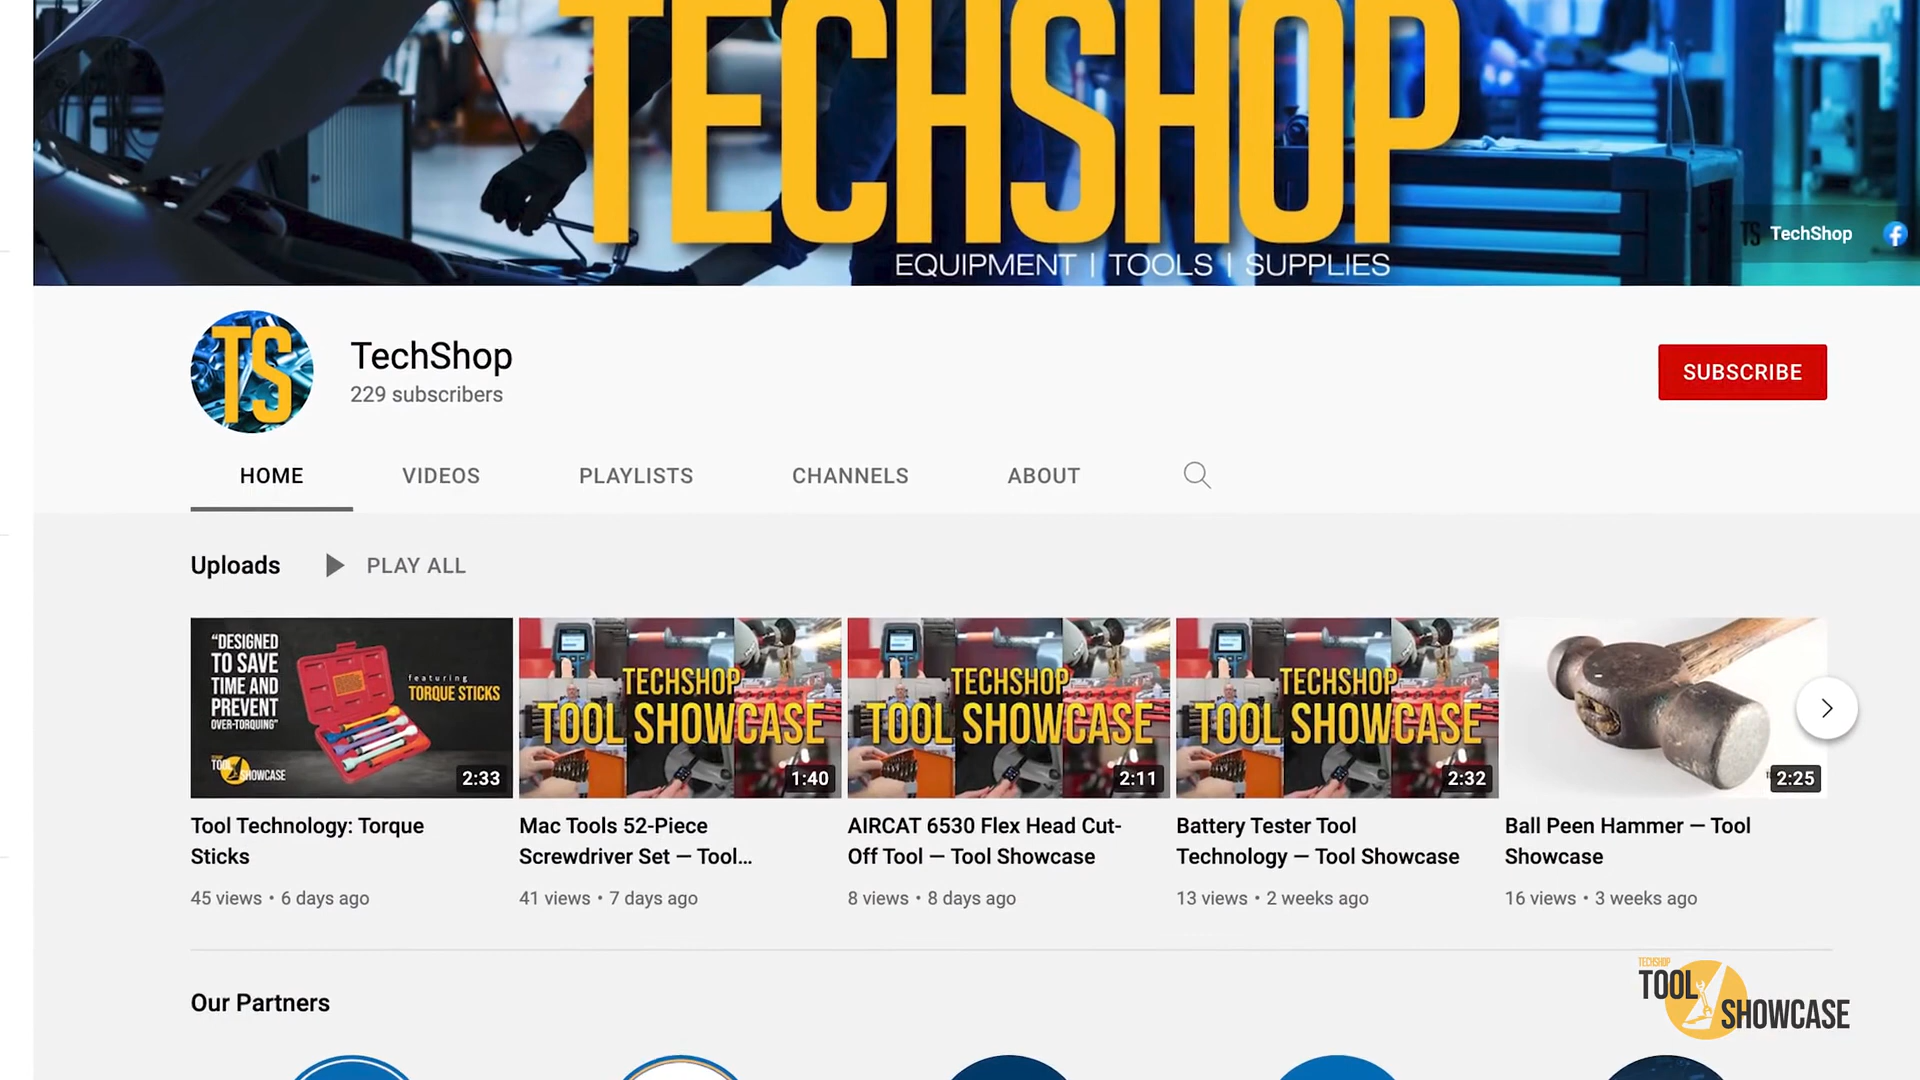 TECHSHOP
EQUIPMENT | TOOLS | SUPPLIES
TS TechShop
TS
TechShop
229 subscribers
SUBSCRIBE
HOME VIDEOS PLAYLISTS CHANNELS ABOUT
Uploads PLAY ALL
“DESIGNED
TO SAVE
TIME AND
PREVENT
OVER-TORQUING”
featuring
TORQUE STICKS
TOOL SHOWCASE
2:33
TECHSHOP
TOOL SHOWCASE
1:40
TECHSHOP
TOOL SHOWCASE
2:11
TECHSHOP
TOOL SHOWCASE
2:32
2:25
Tool Technology: Torque
Sticks
45 views • 6 days ago
Mac Tools 52-Piece
Screwdriver Set — Tool...
41 views • 7 days ago
AIRCAT 6530 Flex Head Cut-
Off Tool — Tool Showcase
8 views • 8 days ago
Battery Tester Tool
Technology — Tool Showcase
13 views • 2 weeks ago
Ball Peen Hammer — Tool
Showcase
16 views • 3 weeks ago
Our Partners
TECHSHOP
TOOL
SHOWCASE